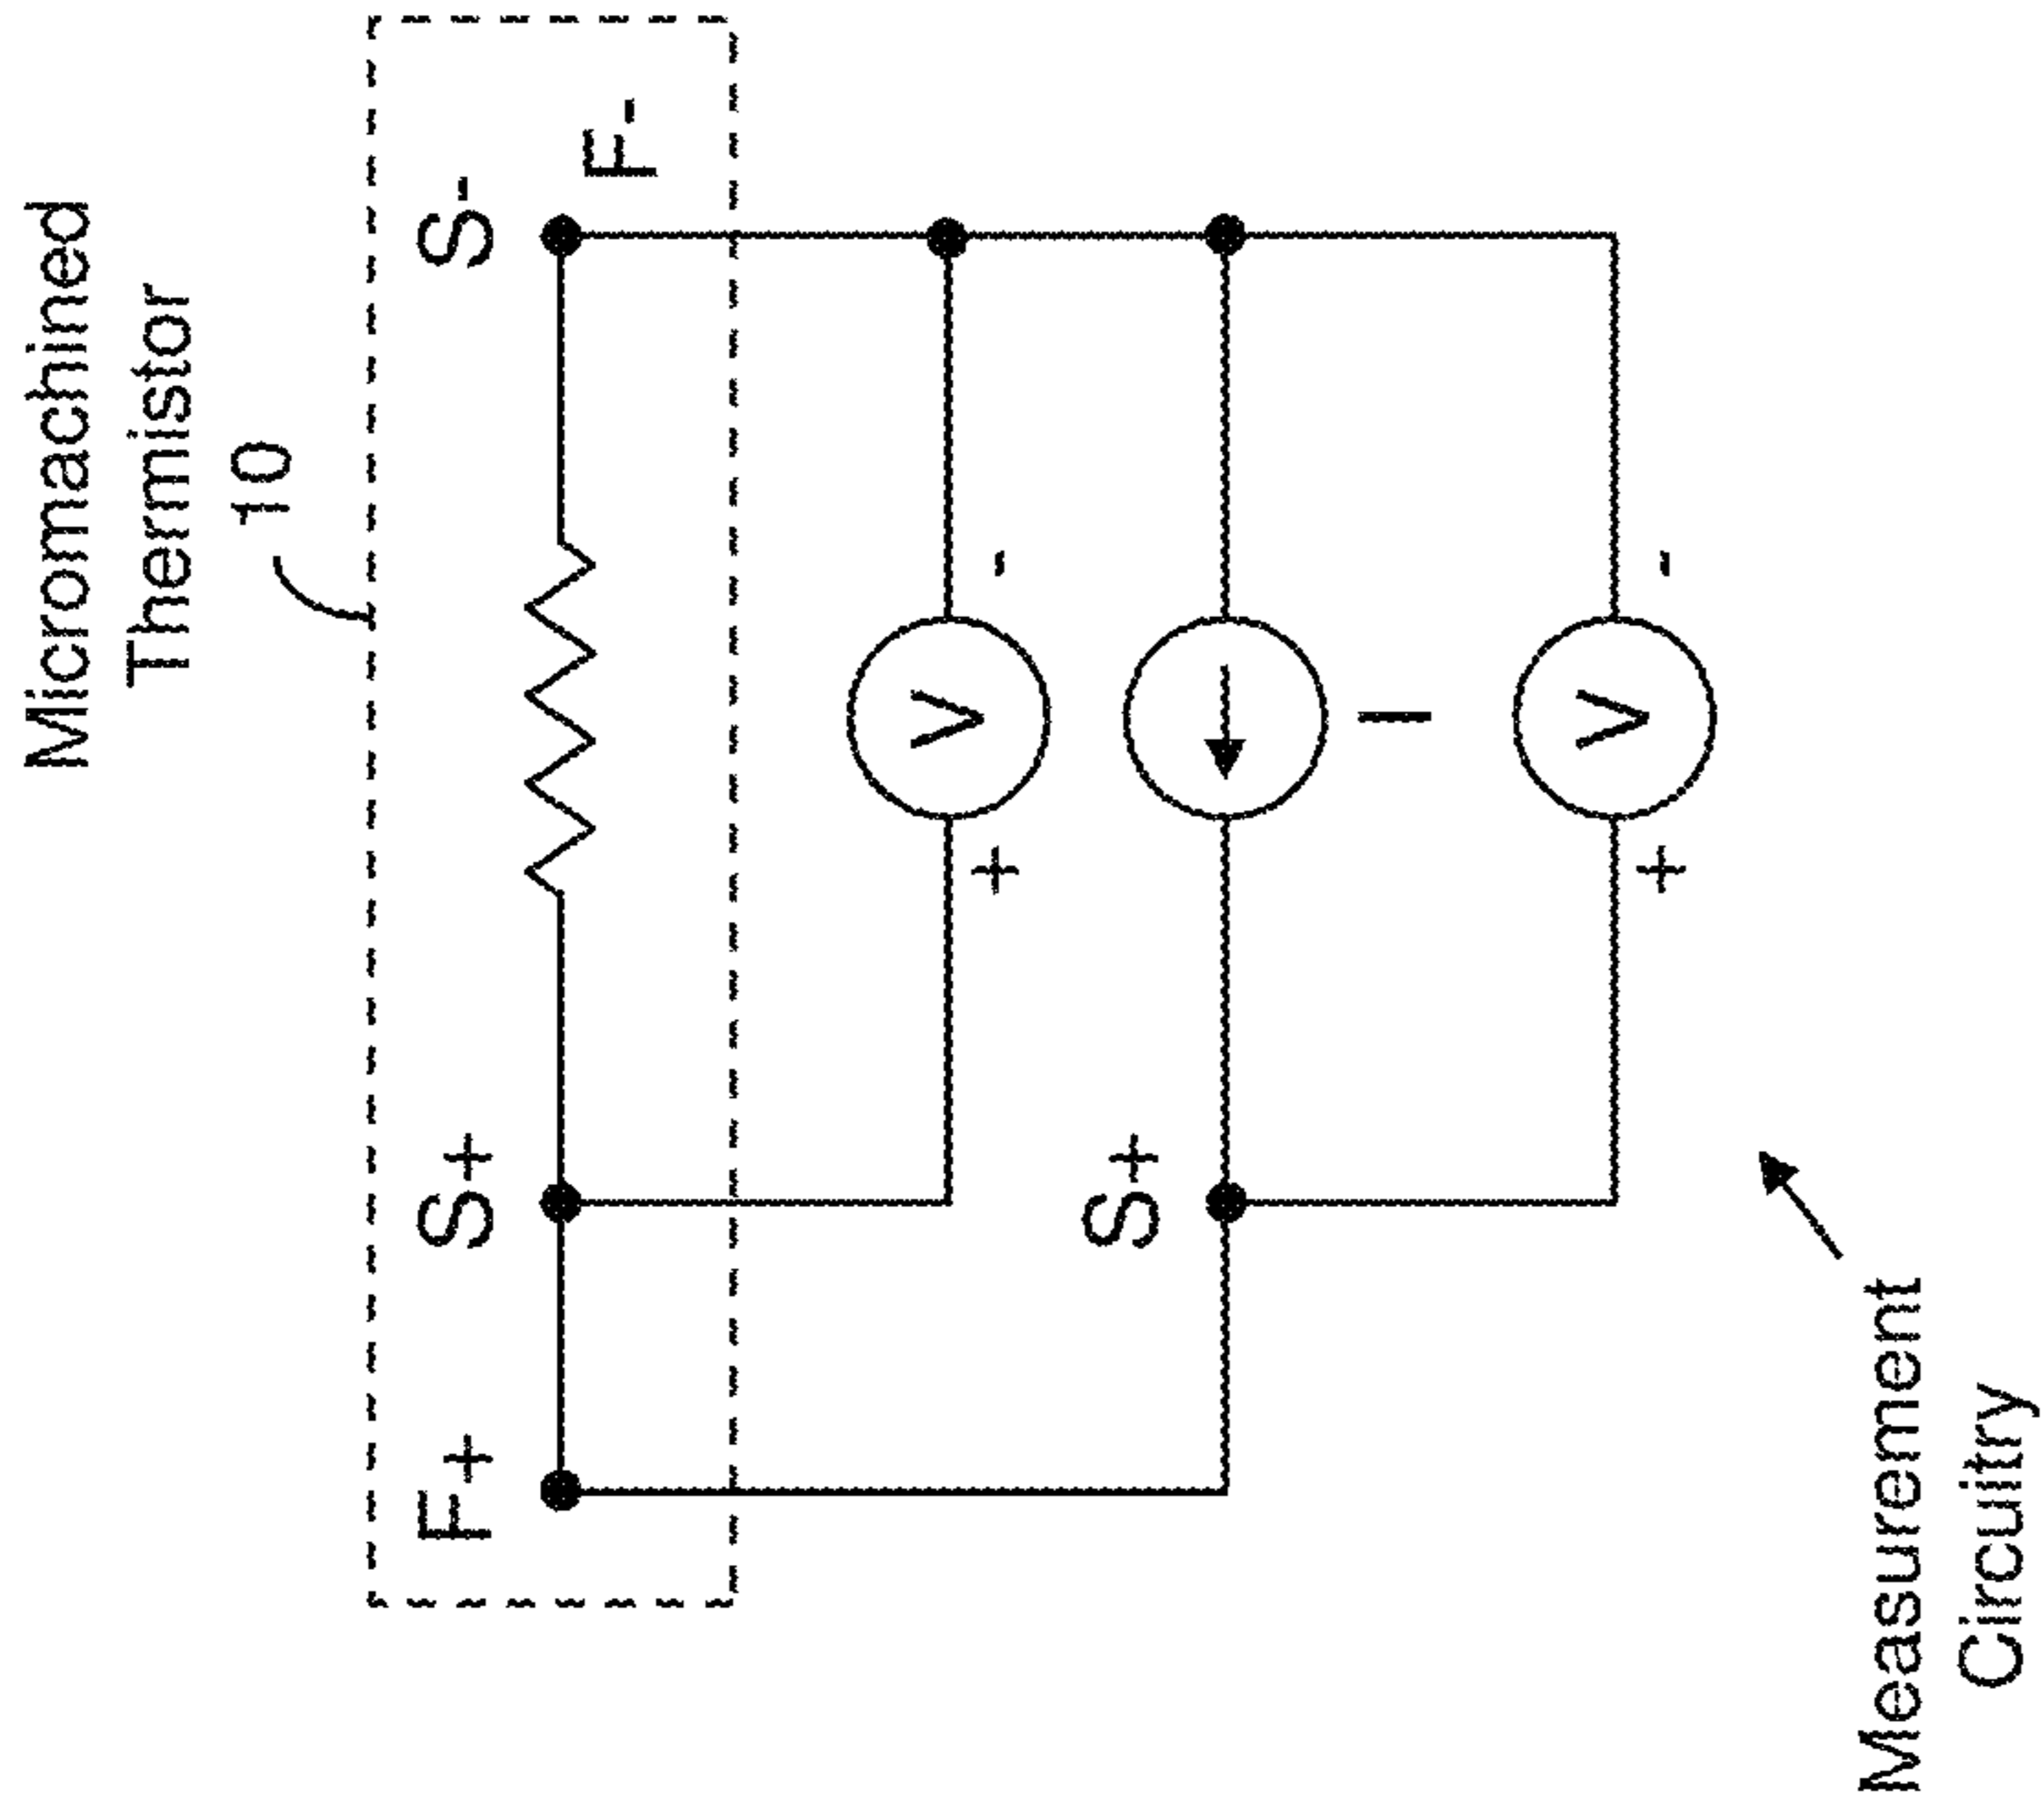 Micromachined
Thermistor
10
F+
S+
S-
F-
+
V
-
S+
I
+
V
-
Measurement
Circuitry